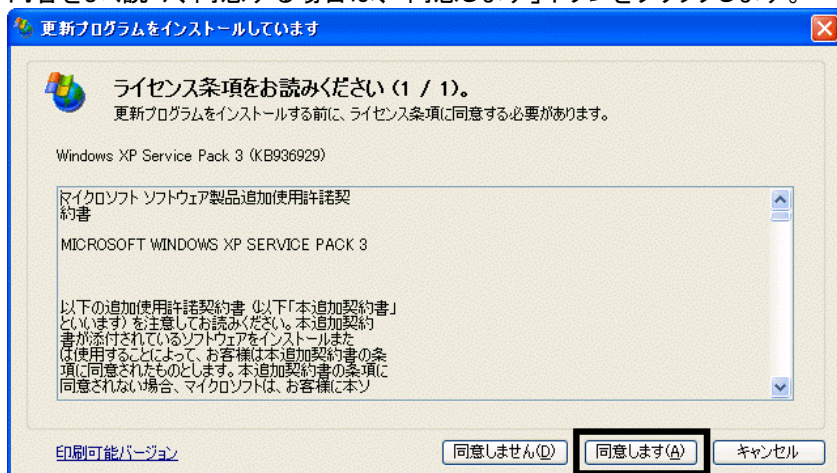 更新プログラムをインストールしています
ライセンス条項をお読みください (1 / 1)。
更新プログラムをインストールする前に、ライセンス条項に同意する必要があります。
Windows XP Service Pack 3 (KB936929)
マイクロソフト ソフトウェア製品追加使用許諾契
約書
MICROSOFT WINDOWS XP SERVICE PACK 3
以下の追加使用許諾契約書 (以下「本追加契約書」
といいます) を注意してお読みください。本追加契約
書が添付されているソフトウェアをインストールまた
は使用することによって、お客様は本追加契約書の条
項に同意されたものとします。本追加契約書の条項に
同意されない場合、マイクロソフトは、お客様に本ソ
印刷可能バージョン
同意しません(D)
同意します(A)
キャンセル